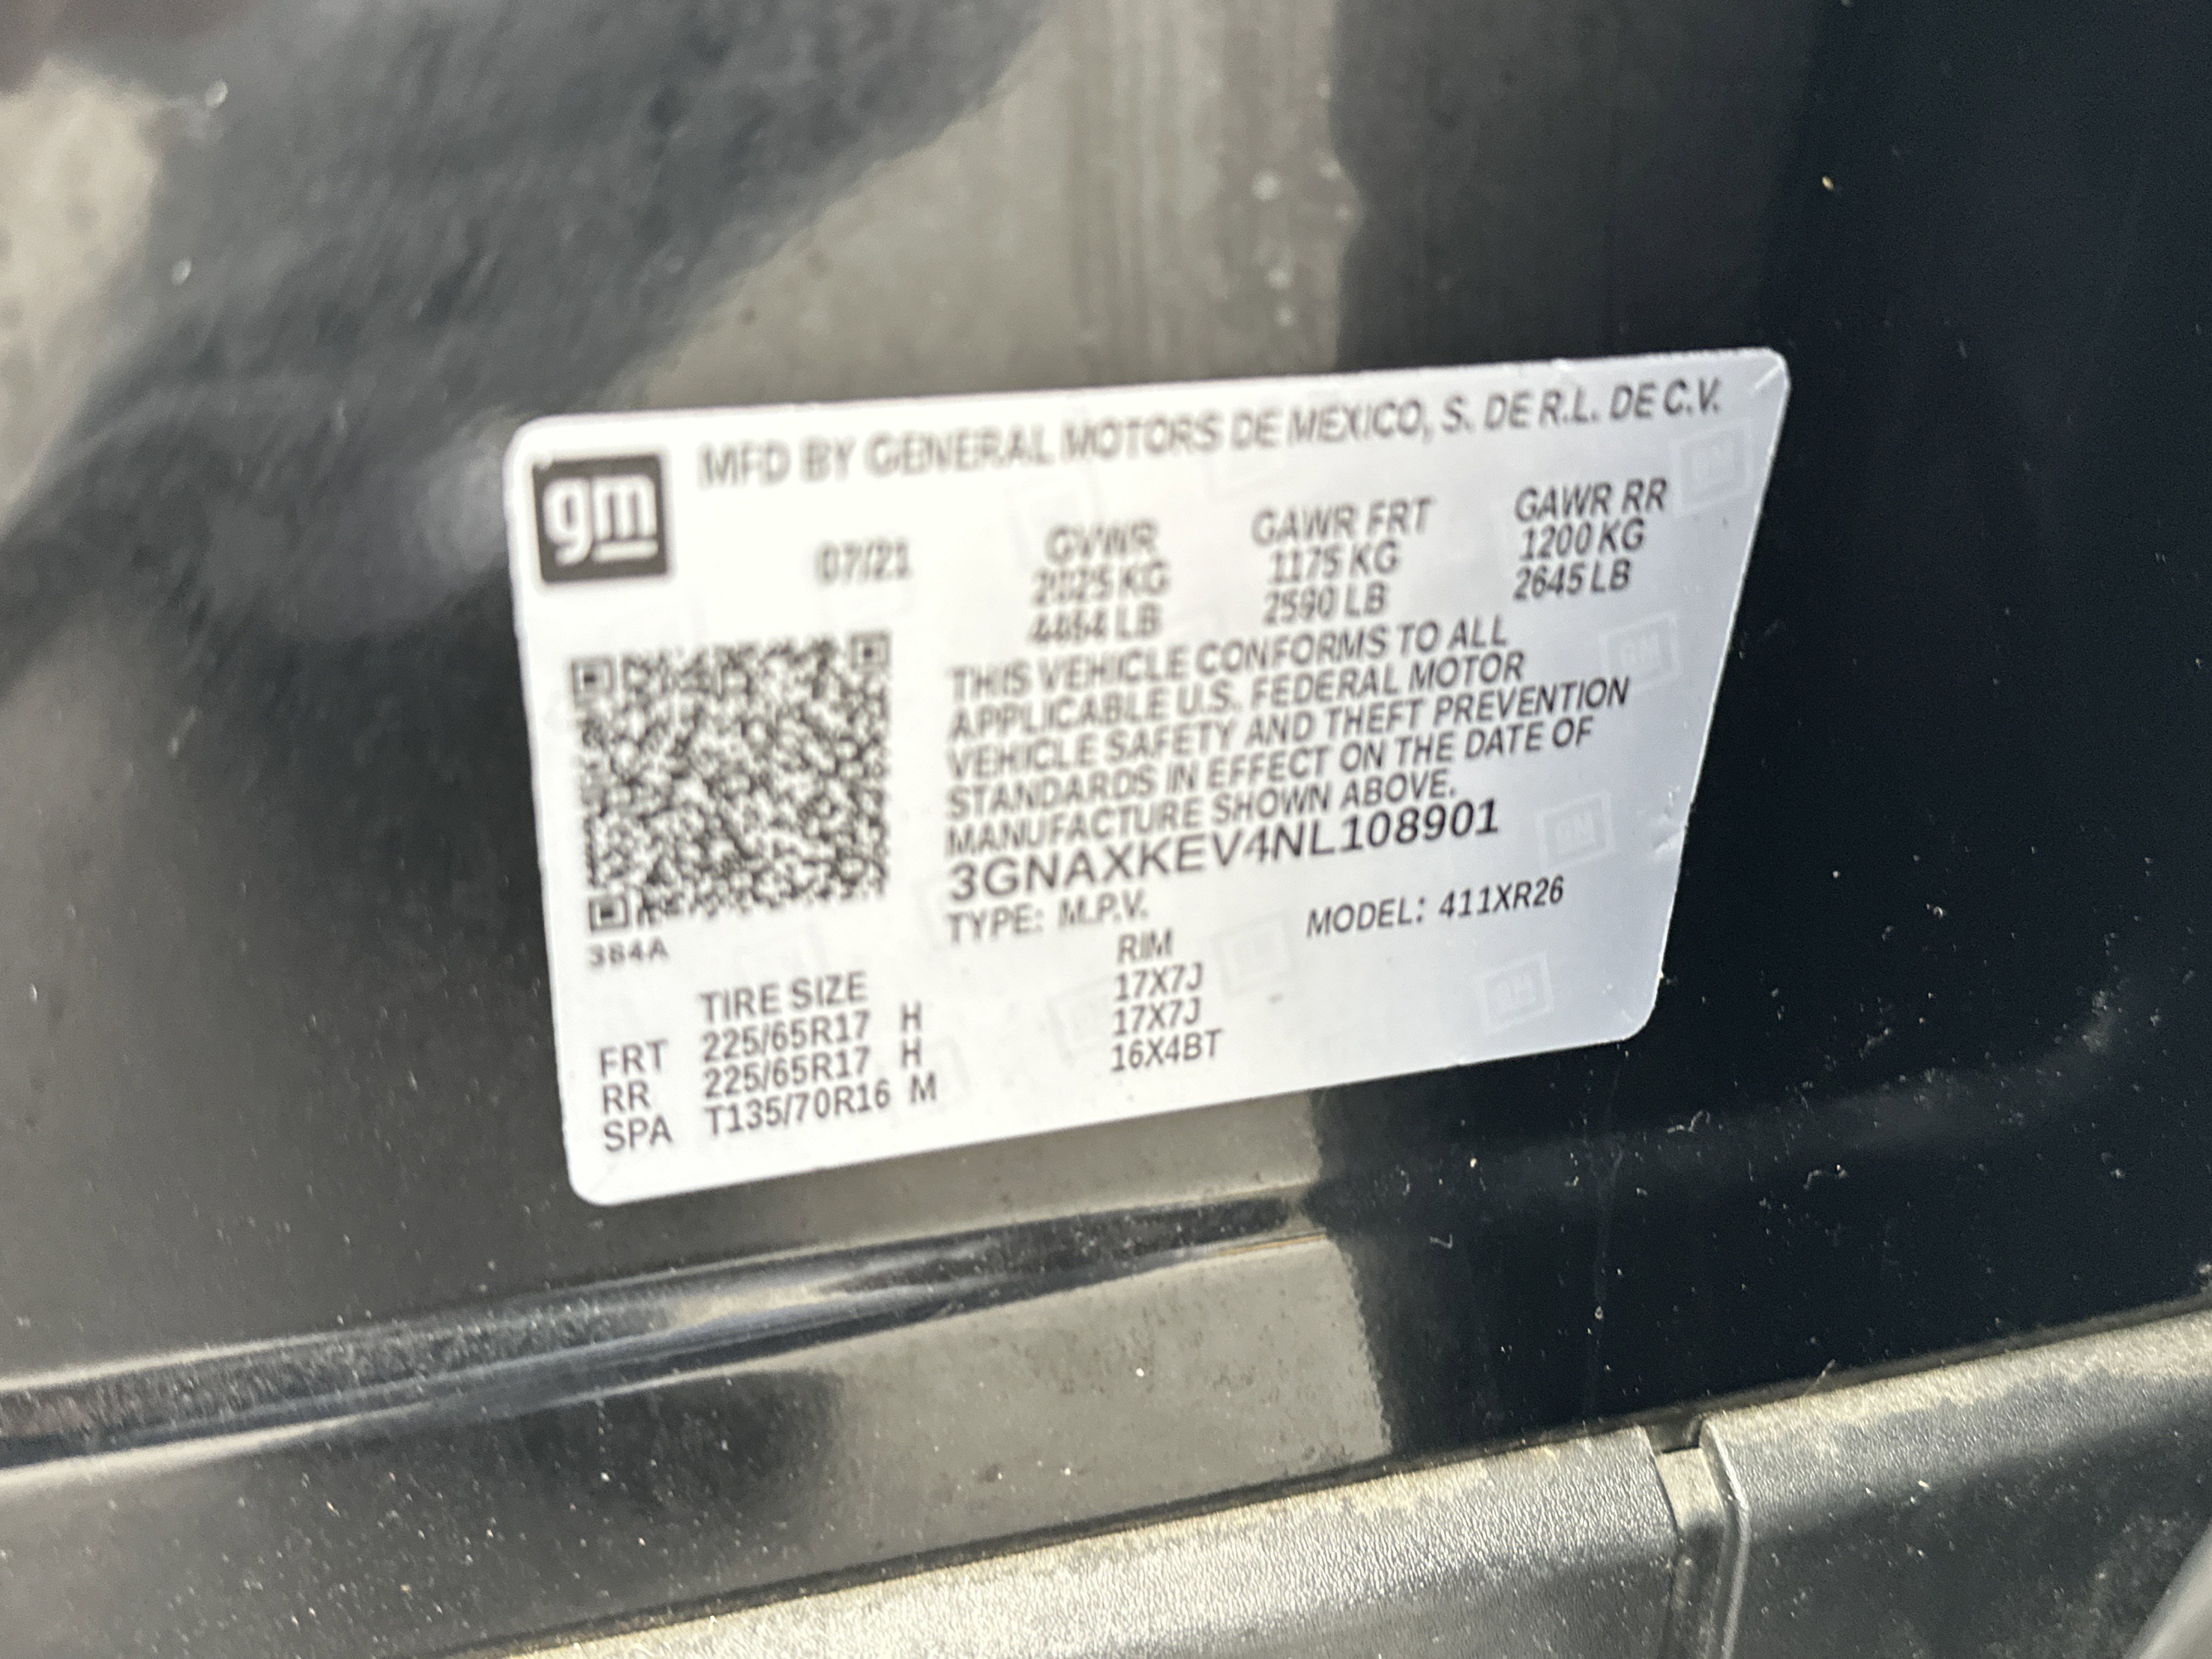 gm
MFD BY GENERAL MOTORS DE MEXICO, S. DE R.L. DE C.V.
07/21 GVWR GAWR FRT GAWR RR
2025 KG 1175 KG 1200 KG
4464 LB 2590 LB 2645 LB
THIS VEHICLE CONFORMS TO ALL
APPLICABLE U.S. FEDERAL MOTOR
VEHICLE SAFETY AND THEFT PREVENTION
STANDARDS IN EFFECT ON THE DATE OF
MANUFACTURE SHOWN ABOVE.
3GNAXKEV4NL108901
TYPE: M.P.V. MODEL: 411XR26
384A
TIRE SIZE RIM
FRT 225/65R17 H 17X7J
RR 225/65R17 H 17X7J
SPA T135/70R16 M 16X4BT